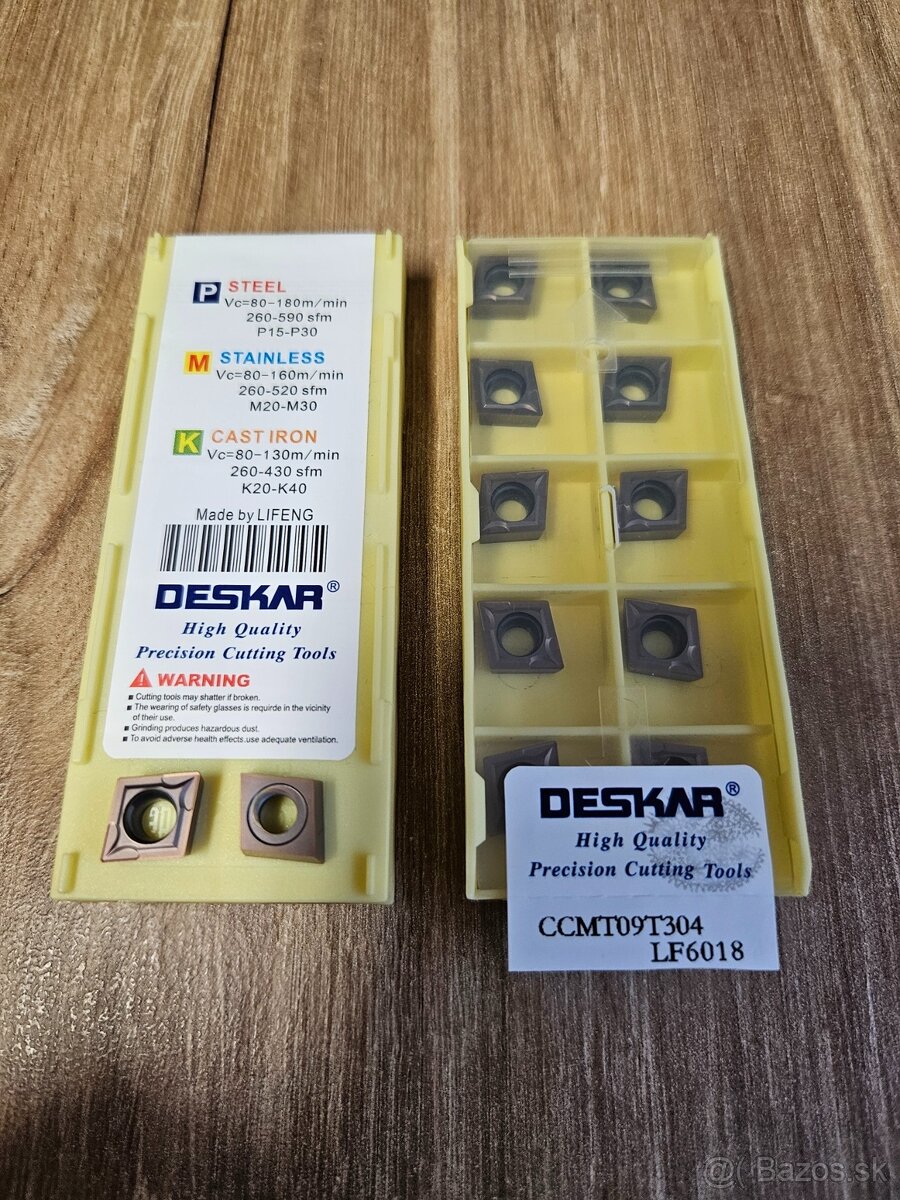 P STEEL
Vc=80-180m/min
260-590 sfm
P15-P30
M STAINLESS
Vc=80-160m/min
260-520 sfm
M20-M30
K CAST IRON
Vc=80-130m/min
260-430 sfm
K20-K40
Made by LIFENG
DESKAR®
High Quality
Precision Cutting Tools
WARNING
■ Cutting tools may shatter if broken.
■ The wearing of safety glasses is requirde in the vicinity
of their use.
■ Grinding produces hazardous dust.
■ To avoid adverse health effects.use adequate ventilation.
DESKAR®
High Quality
Precision Cutting Tools
CCMT09T304
LF6018
@ Bazos.sk